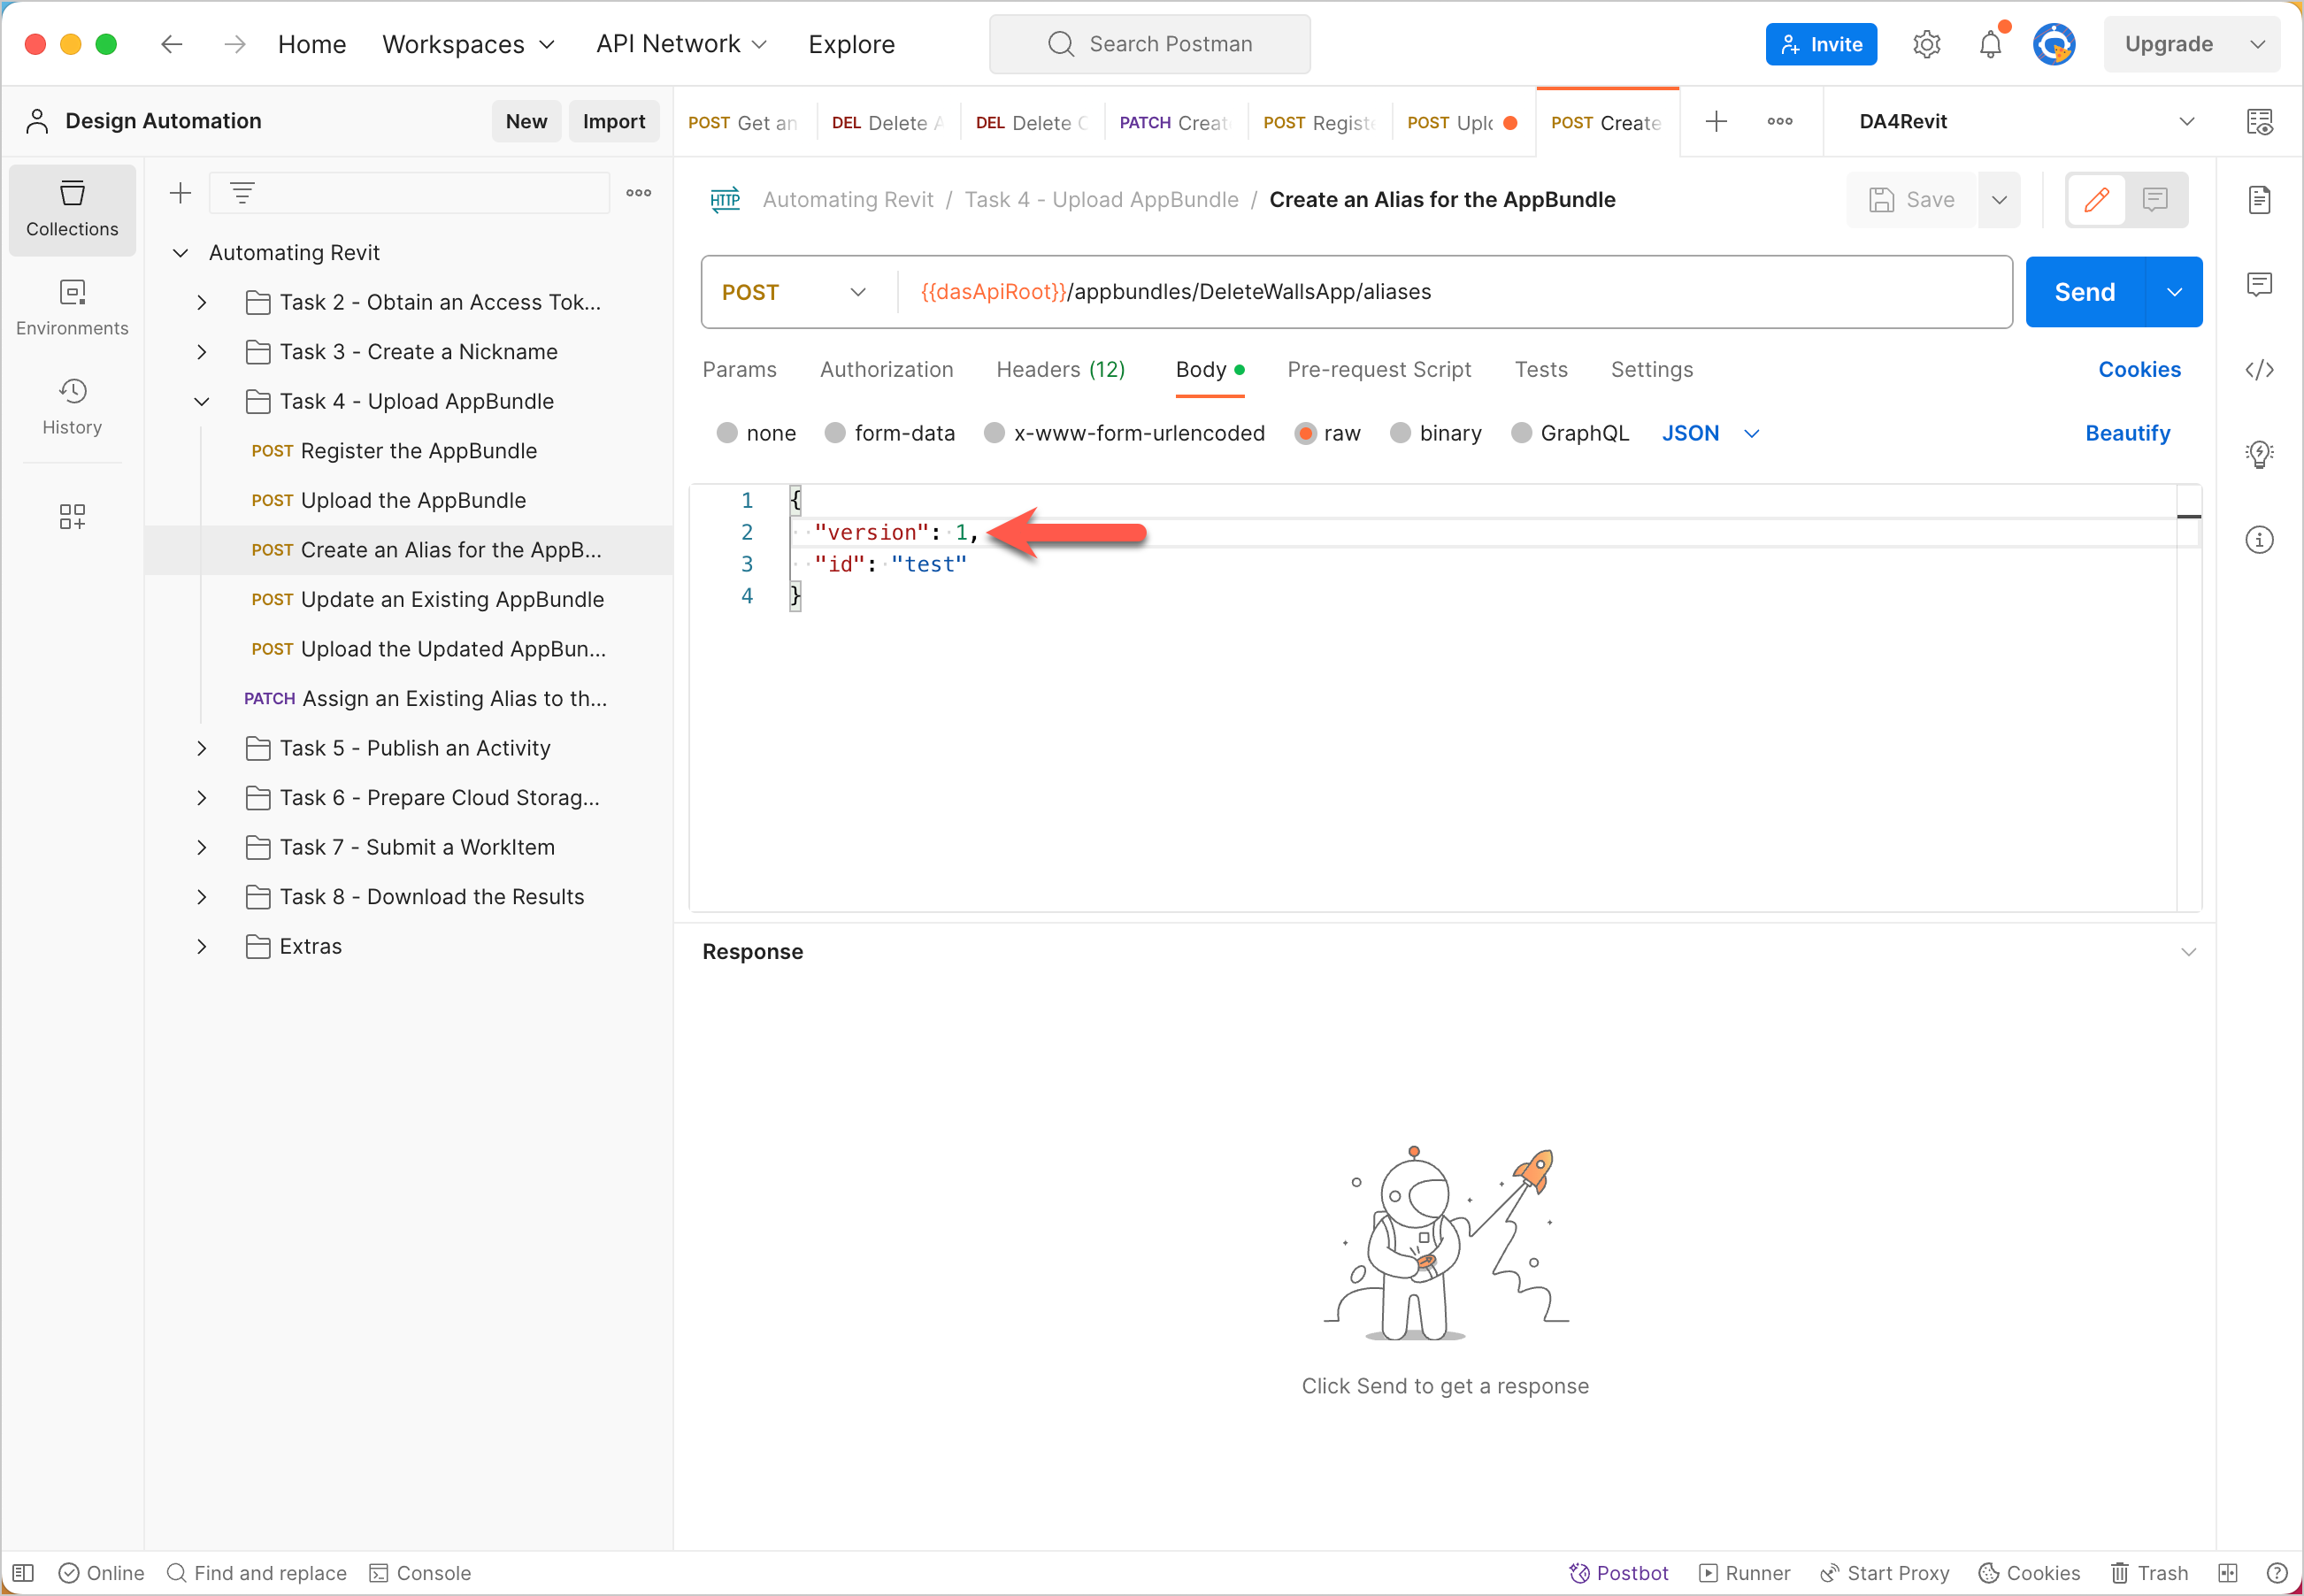 Home Workspaces API Network Explore Search Postman Invite Upgrade
Design Automation New Import
POST Get an DEL Delete DEL Delete PATCH Creat POST Regist POST Upl POST Create DA4Revit
Collections
Environments
History
Automating Revit
Task 2 - Obtain an Access Tok...
Task 3 - Create a Nickname
Task 4 - Upload AppBundle
POST Register the AppBundle
POST Upload the AppBundle
POST Create an Alias for the AppB...
POST Update an Existing AppBundle
POST Upload the Updated AppBun...
PATCH Assign an Existing Alias to th...
Task 5 - Publish an Activity
Task 6 - Prepare Cloud Storag...
Task 7 - Submit a WorkItem
Task 8 - Download the Results
Extras
HTTP Automating Revit / Task 4 - Upload AppBundle / Create an Alias for the AppBundle Save
POST {{dasApiRoot}}/appbundles/DeleteWallsApp/aliases Send
Params Authorization Headers (12) Body Pre-request Script Tests Settings Cookies
none form-data x-www-form-urlencoded raw binary GraphQL JSON Beautify
1 {
2 "version": 1,
3 "id": "test"
4 }
Response
Click Send to get a response
Online Find and replace Console Postbot Runner Start Proxy Cookies Trash